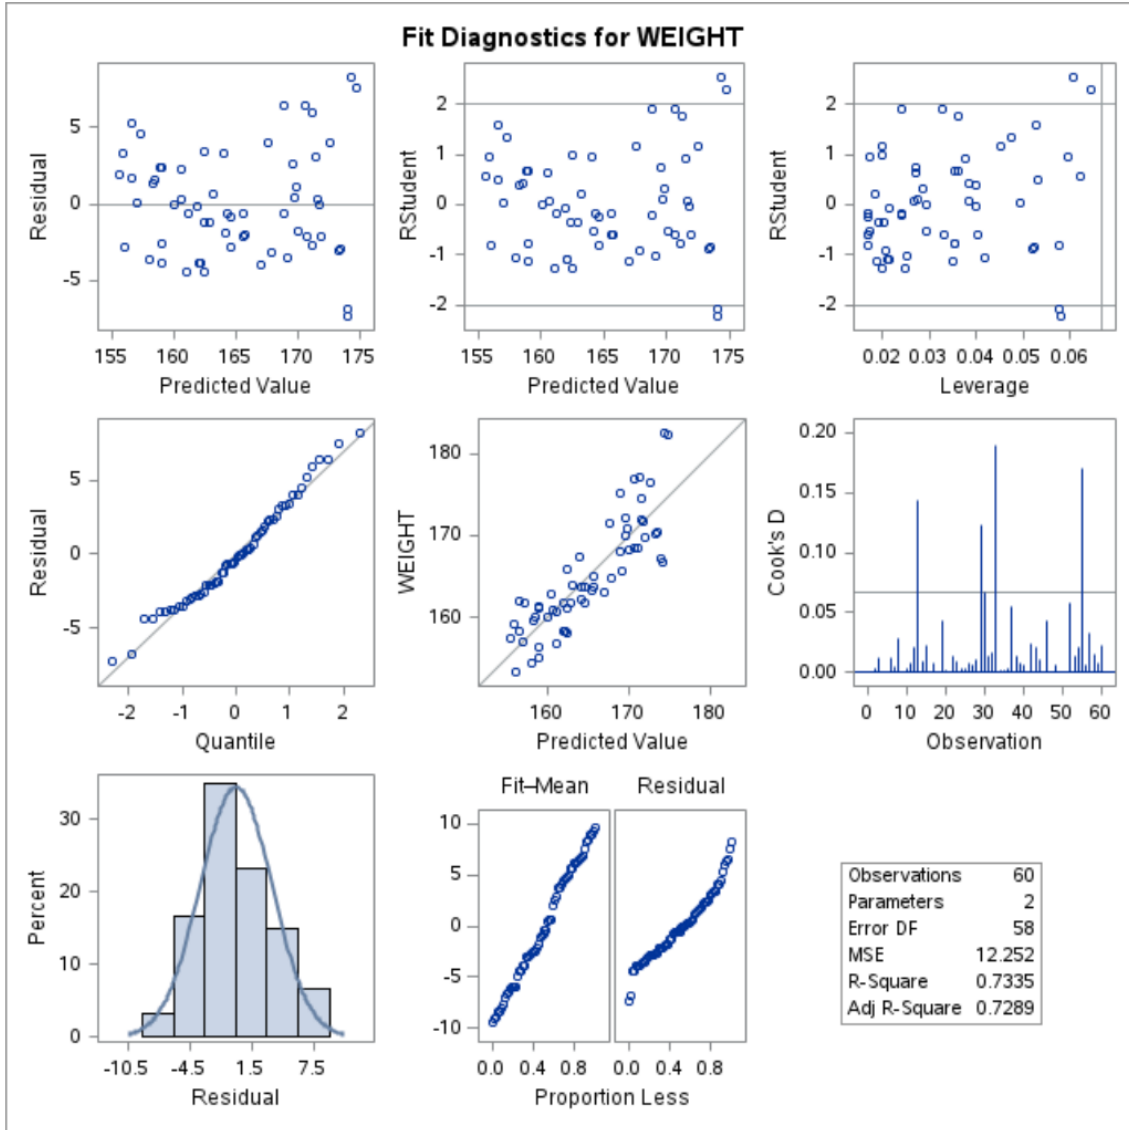 Fit Diagnostics for WEIGHT
Residual
5
0
-5
155 160 165 170 175
Predicted Value
RStudent
2
1
0
-1
-2
155 160 165 170 175
Predicted Value
RStudent
2
1
0
-1
-2
0.02 0.03 0.04 0.05 0.06
Leverage
Residual
5
0
-5
-2 -1 0 1 2
Quantile
WEIGHT
180
170
160
160 170 180
Predicted Value
Cook's D
0.20
0.15
0.10
0.05
0.00
0 10 20 30 40 50 60
Observation
Percent
30
20
10
0
-10.5 -4.5 1.5 7.5
Residual
Fit–Mean Residual
10
5
0
-5
-10
0.0 0.4 0.8 0.0 0.4 0.8
Proportion Less
Observations 60
Parameters 2
Error DF 58
MSE 12.252
R-Square 0.7335
Adj R-Square 0.7289